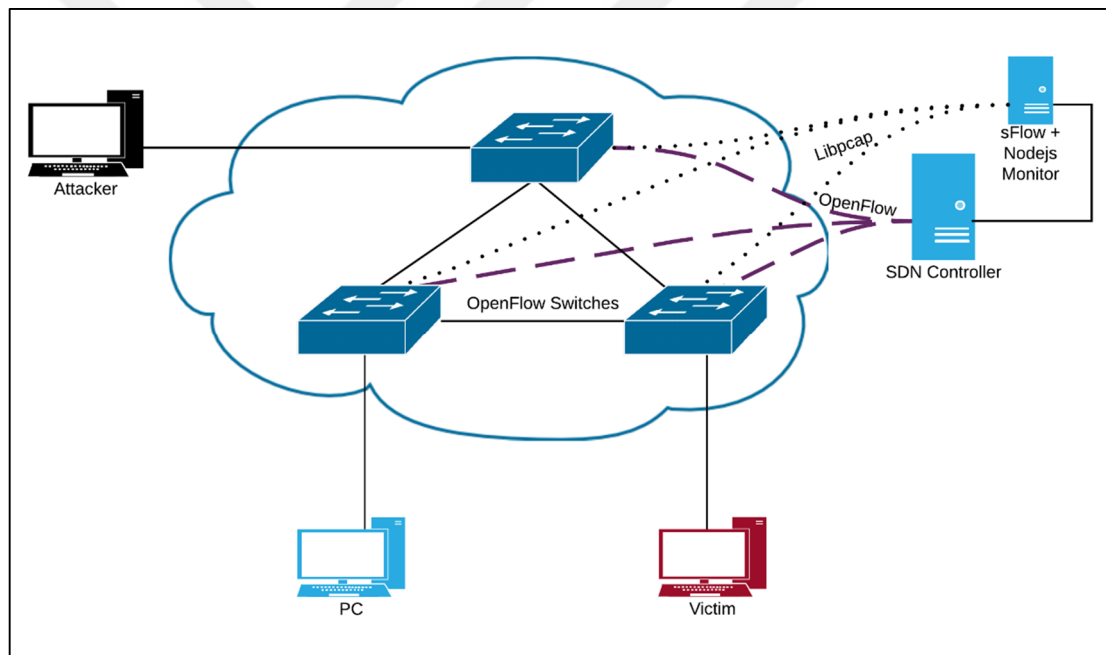 Attacker
Libpcap
sFlow +
Nodejs
Monitor
OpenFlow
SDN Controller
OpenFlow Switches
PC
Victim